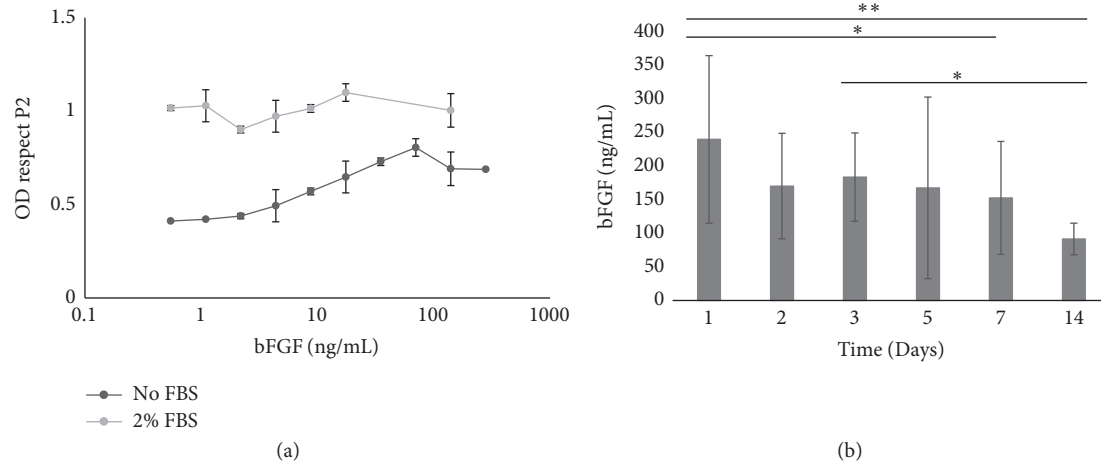 1.5
1
0.5
0
OD respect P2
0.1 1 10 100 1000
bFGF (ng/mL)
No FBS
2% FBS
(a)
**
*
*
400
350
300
250
200
150
100
50
0
bFGF (ng/mL)
1 2 3 5 7 14
Time (Days)
(b)